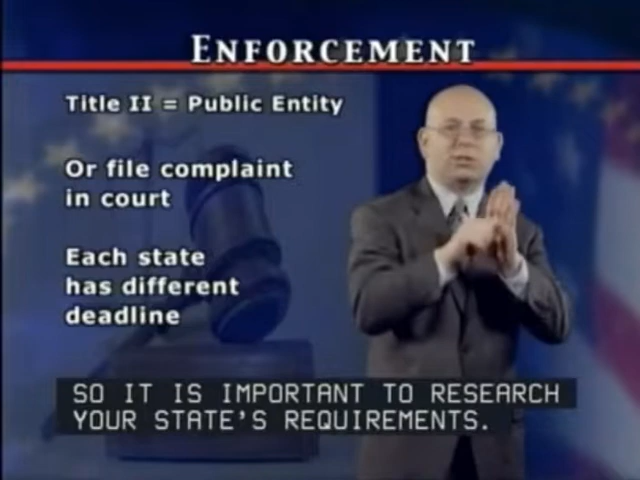 ENFORCEMENT
Title II = Public Entity
Or file complaint
in court
Each state
has different
deadline
SO IT IS IMPORTANT TO RESEARCH
YOUR STATE'S REQUIREMENTS.